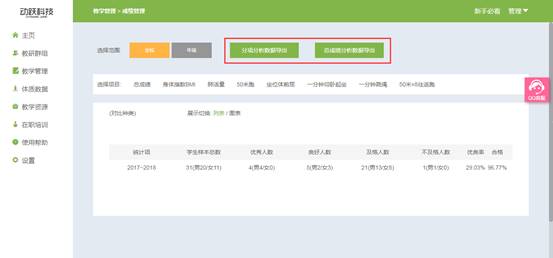 动跃科技
教学管理 > 成绩管理
新手必看 管理
主页
教研群组
教学管理
体质数据
教学资源
在职培训
使用帮助
设置
选择范围 全校 年级 分项分析数据导出 总成绩分析数据导出
选择项目: 总成绩 身体指数BMI 肺活量 50米跑 坐位体前屈 一分钟仰卧起坐 一分钟跳绳 50米×8往返跑
QQ客服
(对比种类) 展示切换: 列表 / 图表
统计项 学生样本总数 优秀人数 良好人数 及格人数 不及格人数 优良率 合格
2017~2018 31(男20/女11) 4(男4/女0) 5(男2/女3) 21(男13/女8) 1(男1/女0) 29.03% 96.77%